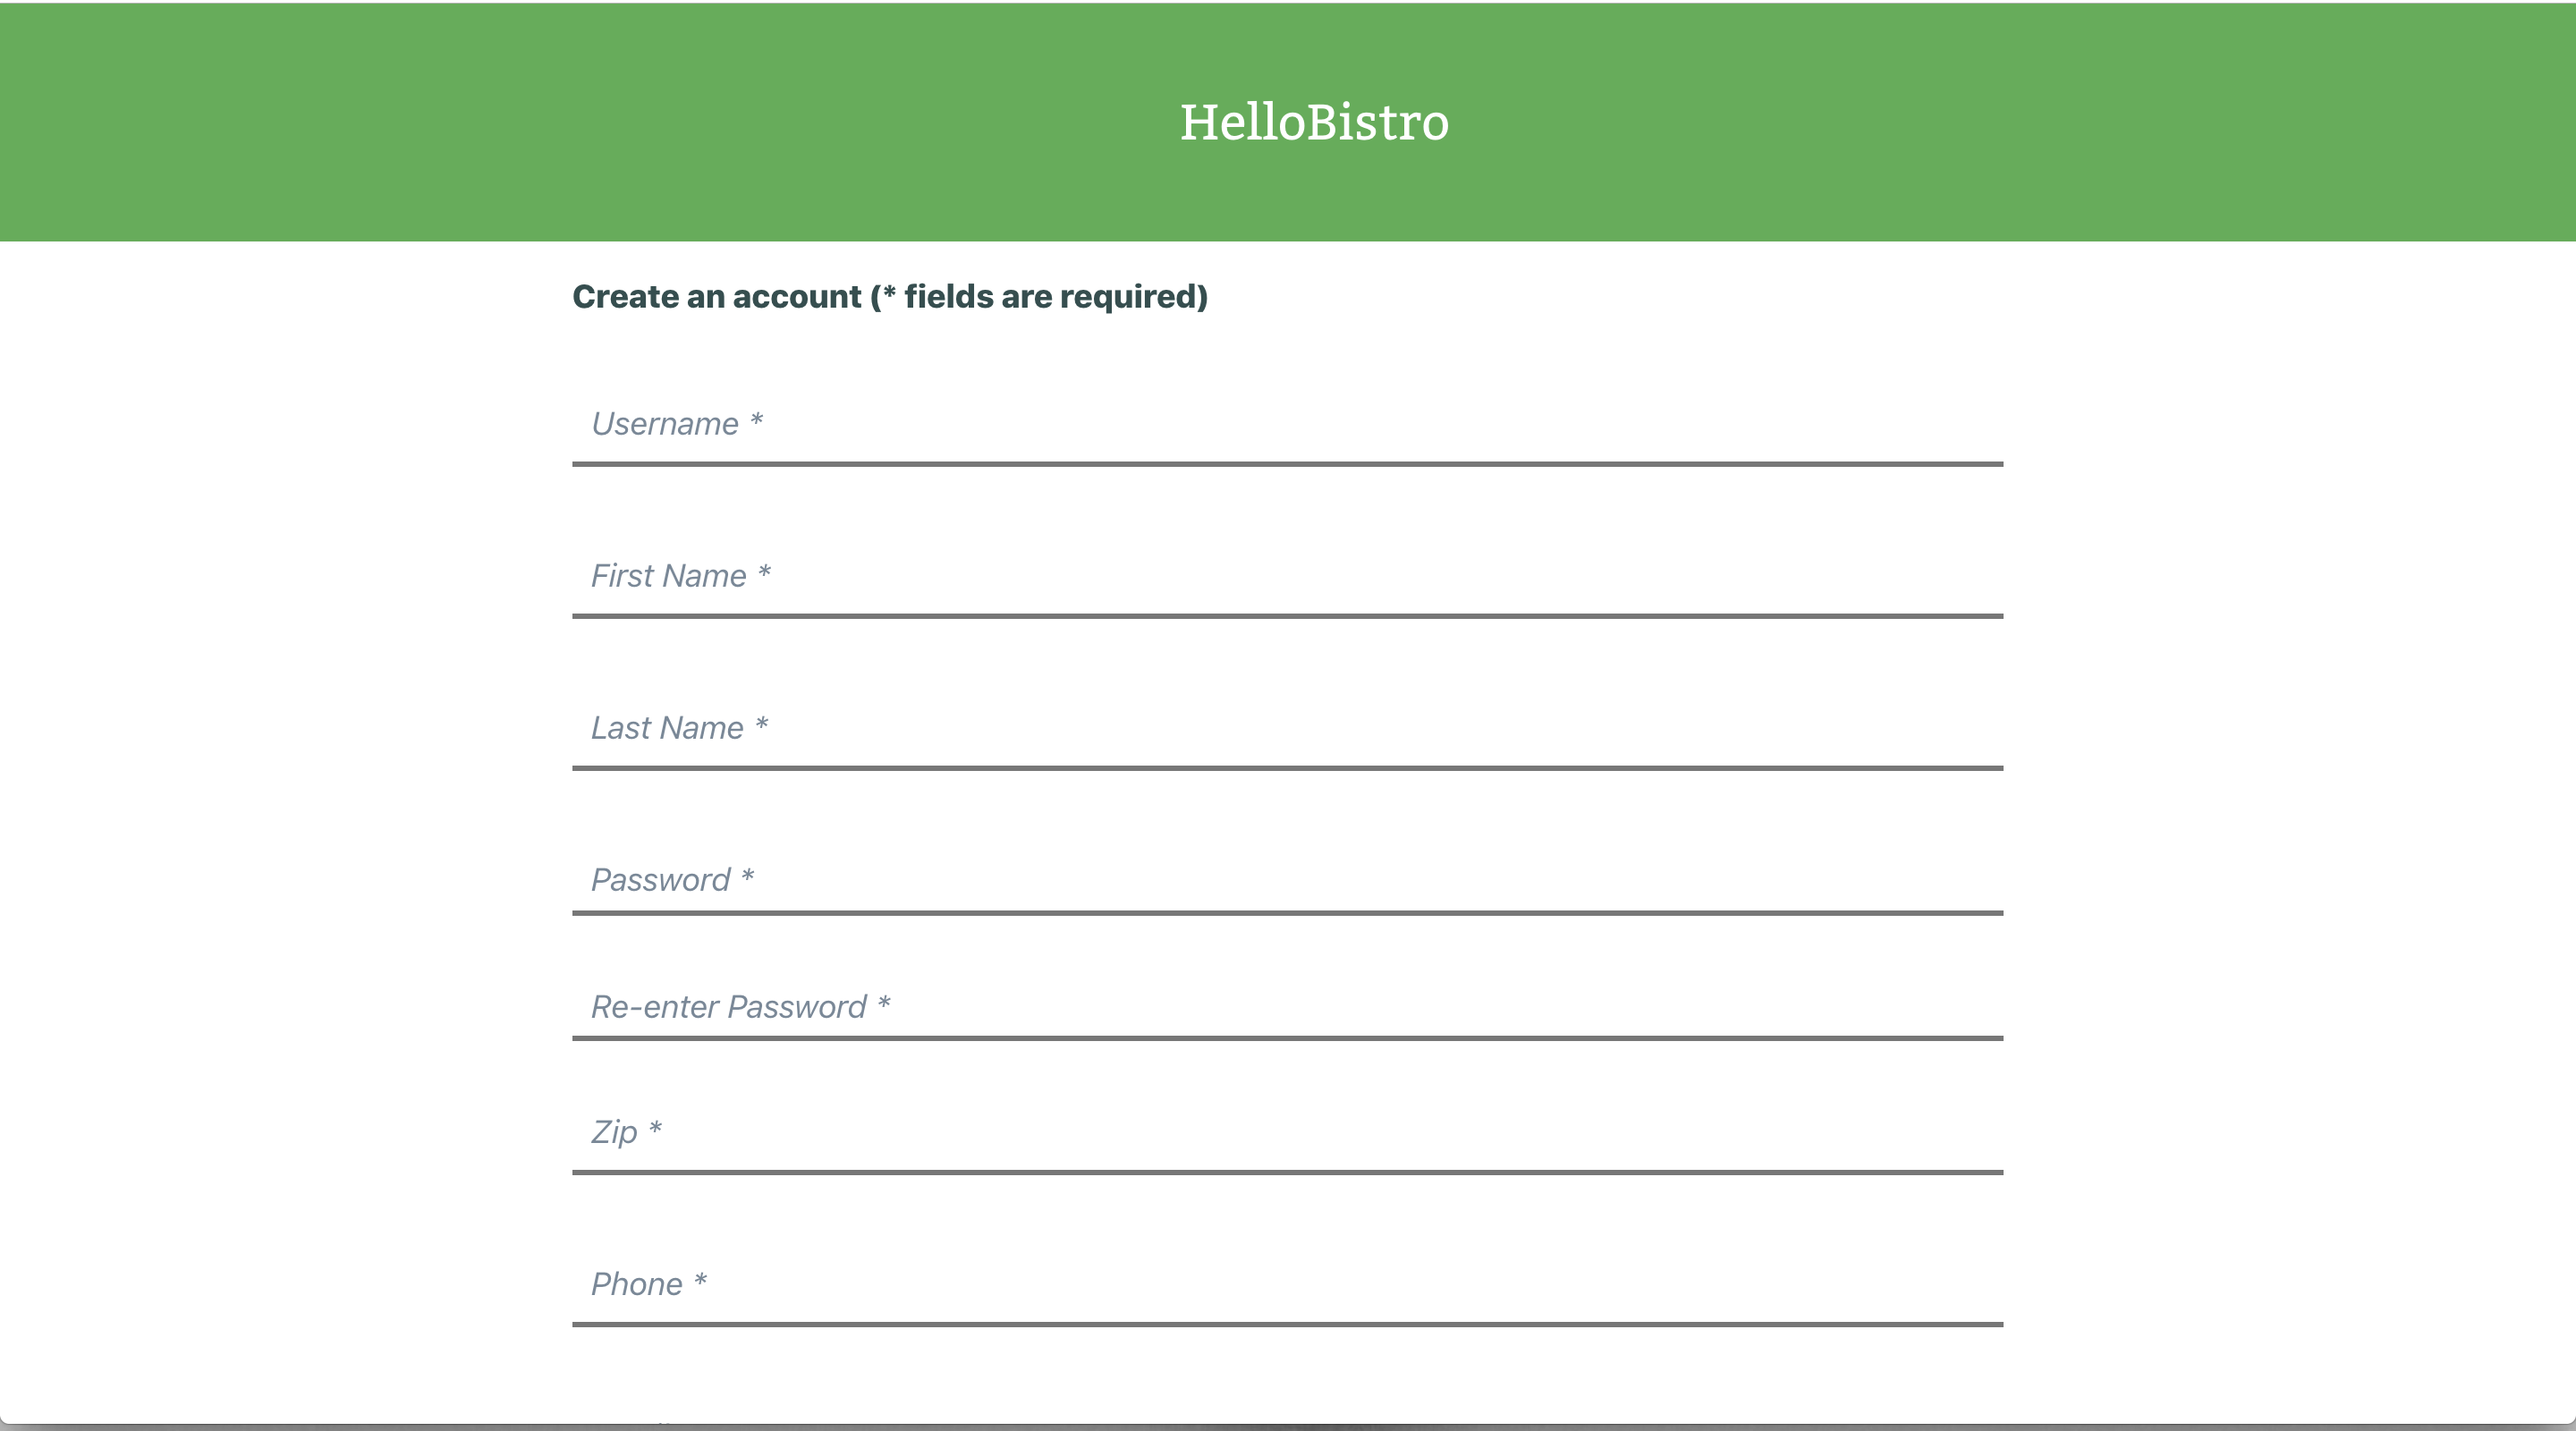 HelloBistro
Create an account (* fields are required)
Username *
First Name *
Last Name *
Password *
Re-enter Password *
Zip *
Phone *